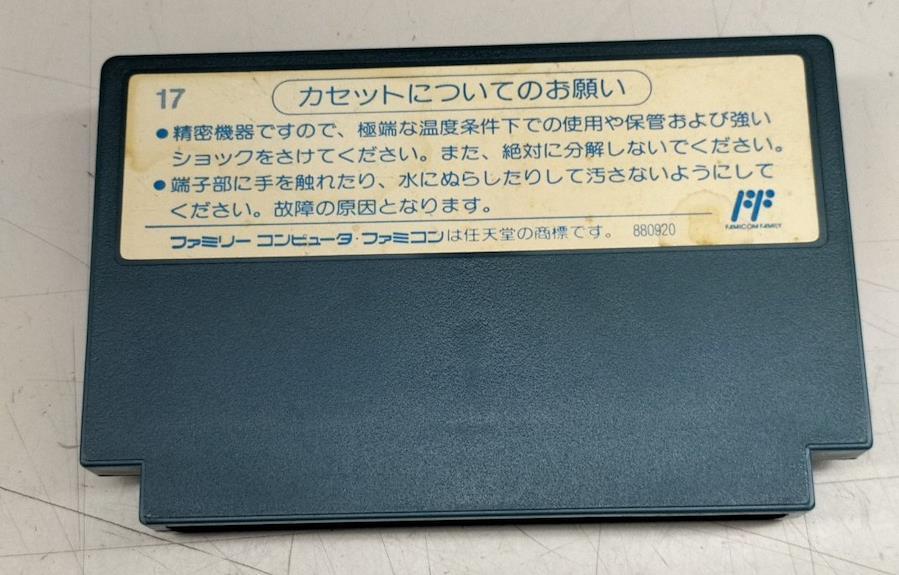 17
カセットについてのお願い
●精密機器ですので、極端な温度条件下での使用や保管および強い
ショックをさけてください。また、絶対に分解しないでください。
●端子部に手を触れたり、水にぬらしたりして汚さないようにして
ください。故障の原因となります。
FF
FAMICOM FAMILY
ファミリー コンピュータ・ファミコンは任天堂の商標です。 880920